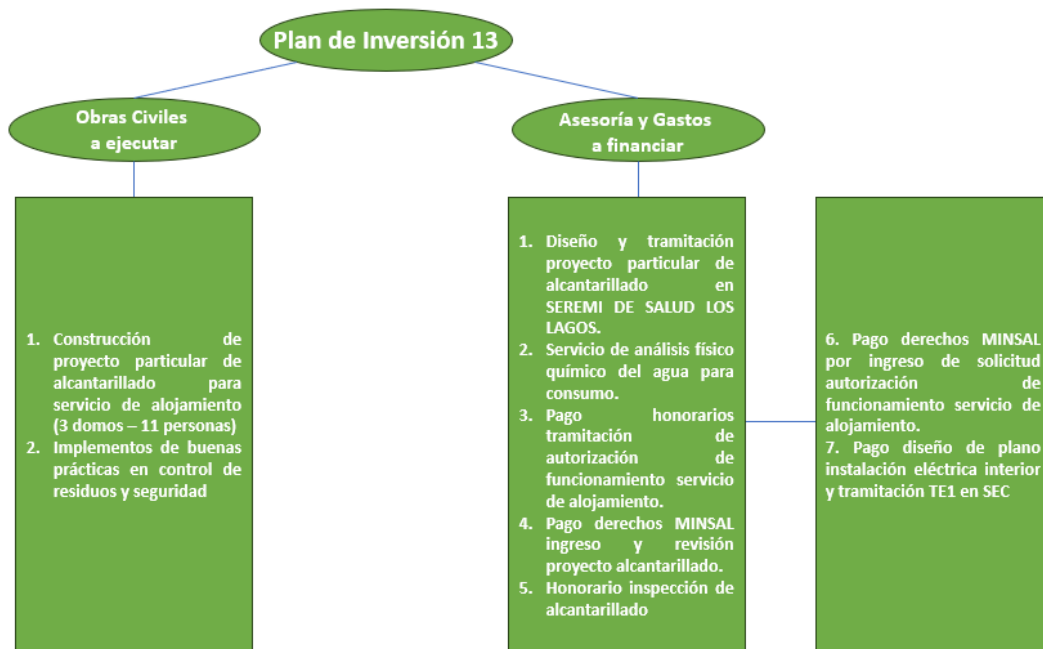 Plan de Inversión 13
Obras Civiles
a ejecutar
Asesoría y Gastos
a financiar
1. Construcción de
proyecto particular de
alcantarillado para
servicio de alojamiento
(3 domos – 11 personas)
2. Implementos de buenas
prácticas en control de
residuos y seguridad
1. Diseño y tramitación
proyecto particular de
alcantarillado en
SEREMI DE SALUD LOS
LAGOS.
2. Servicio de análisis físico
químico del agua para
consumo.
3. Pago honorarios
tramitación de
autorización de
funcionamiento servicio
de alojamiento.
4. Pago derechos MINSAL
ingreso y revisión
proyecto alcantarillado.
5. Honorario inspección de
alcantarillado
6. Pago derechos MINSAL
por ingreso de solicitud
autorización de
funcionamiento servicio de
alojamiento.
7. Pago diseño de plano
instalación eléctrica interior
y tramitación TE1 en SEC